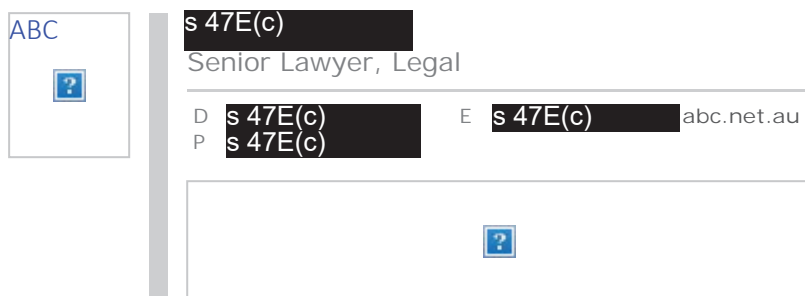 ABC
s 47E(c)
Senior Lawyer, Legal
D s 47E(c) E s 47E(c) abc.net.au
P s 47E(c)